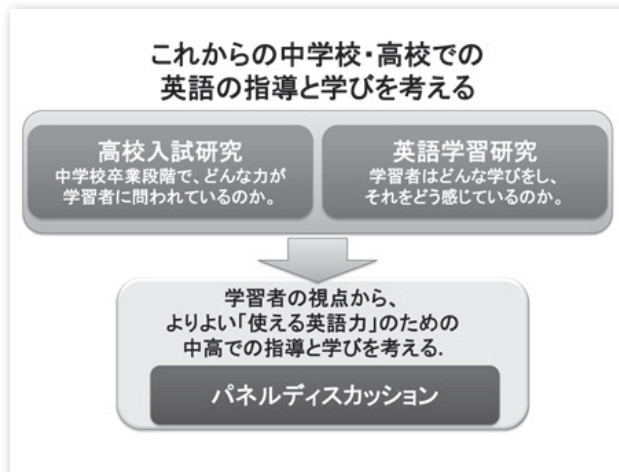 これからの中学校・高校での
英語の指導と学びを考える
高校入試研究
中学校卒業段階で、どんな力が
学習者に問われているのか。
英語学習研究
学習者はどんな学びをし、
それをどう感じているのか。
学習者の視点から、
よりよい「使える英語力」のための
中高での指導と学びを考える.
パネルディスカッション